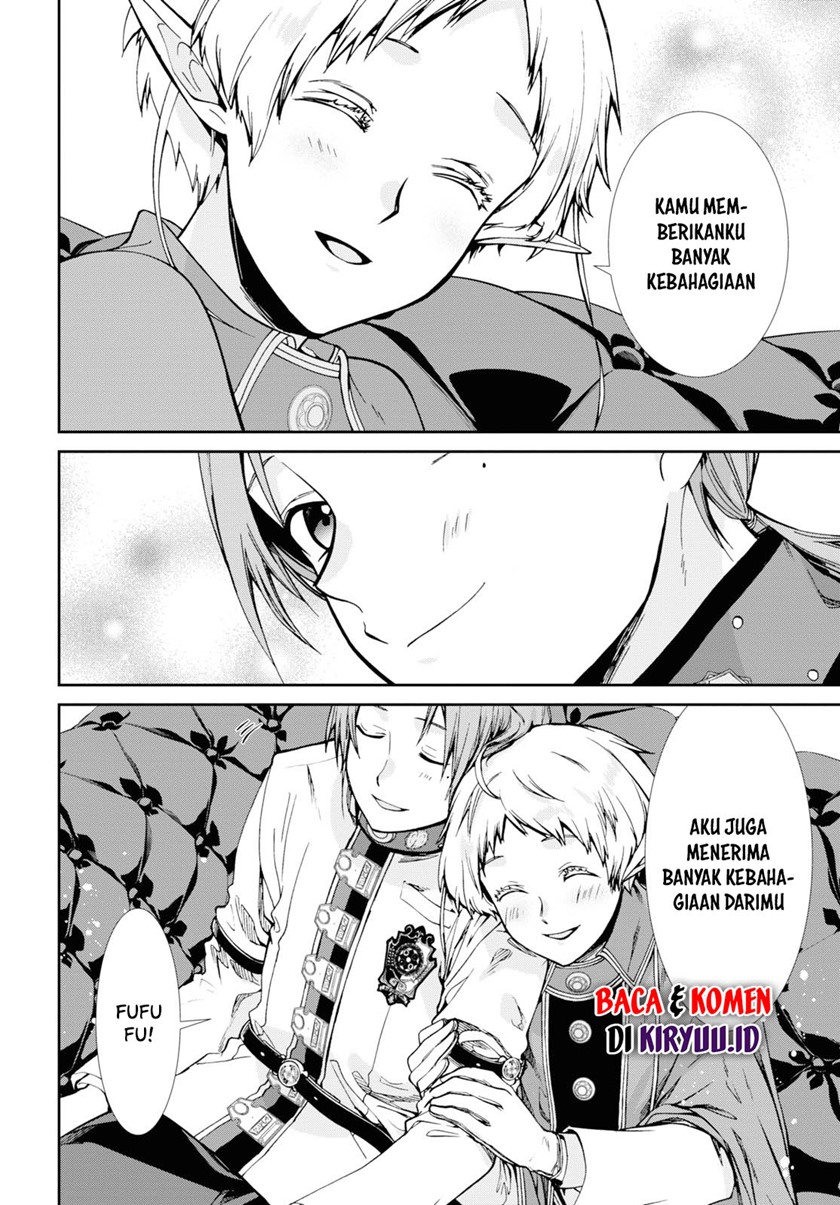 KAMU MEM-
BERIKANKU
BANYAK
KEBAHAGIAAN
AKU JUGA
MENERIMA
BANYAK KEBAHA-
GIAAN DARIMU
FUFU
FU!
BACA & KOMEN
DI KIRYUU.ID